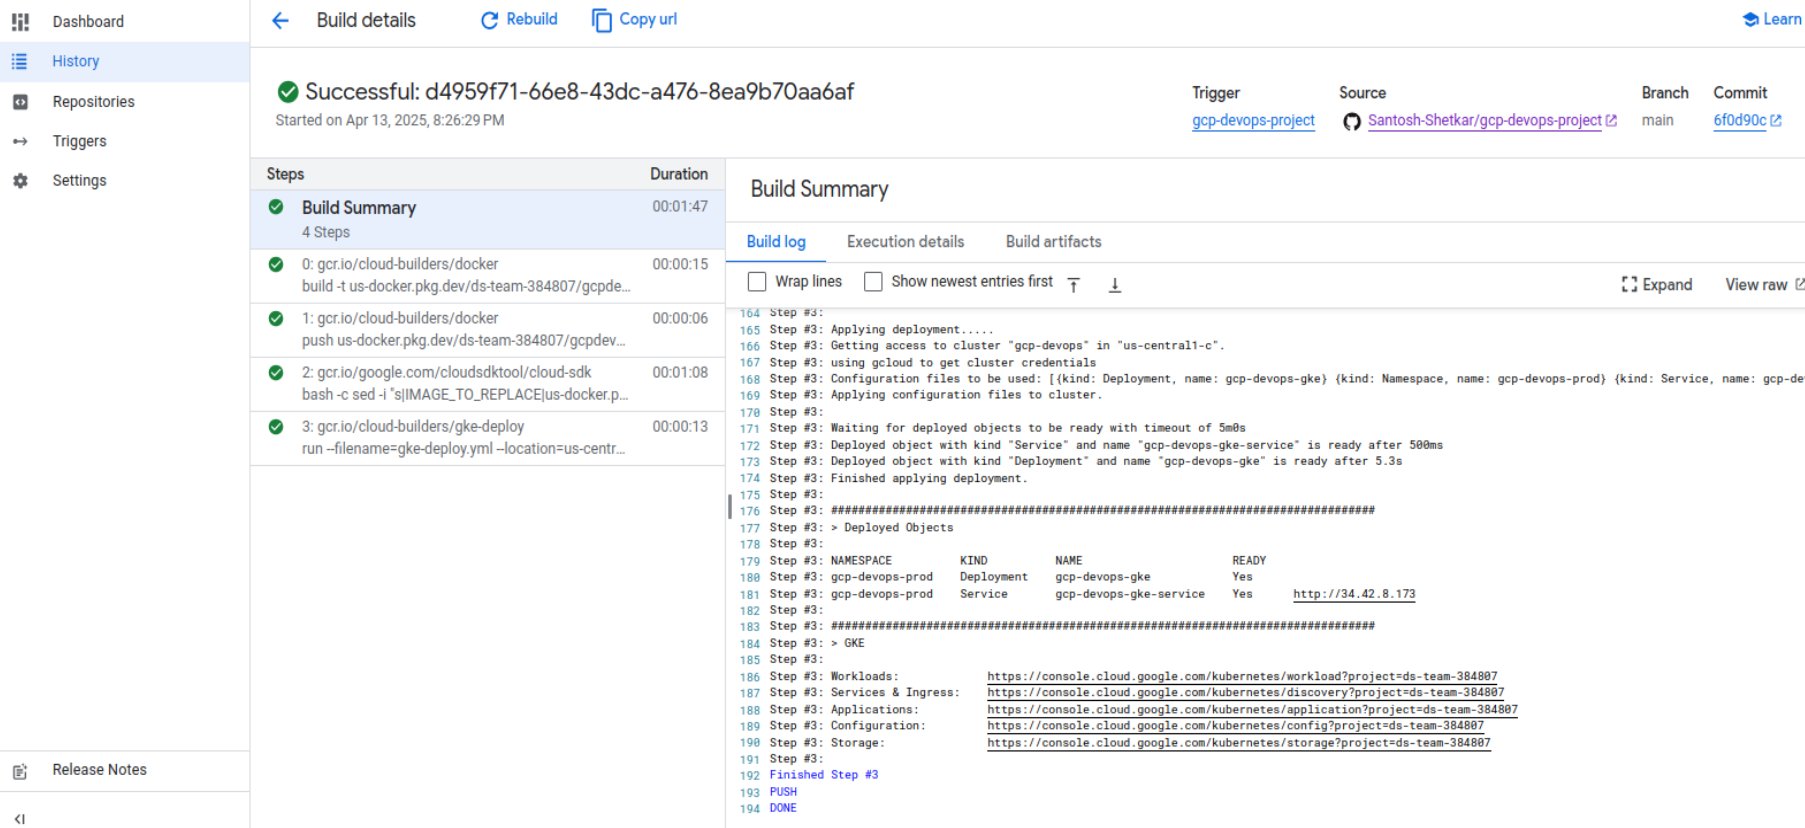 Dashboard
History
Repositories
Triggers
Settings
Release Notes
Build details
Rebuild
Copy url
Learn
Successful: d4959f71-66e8-43dc-a476-8ea9b70aa6af
Started on Apr 13, 2025, 8:26:29 PM
Trigger
gcp-devops-project
Source
Santosh-Shetkar/gcp-devops-project
Branch
main
Commit
6f0d90c
Steps Duration
Build Summary 00:01:47
4 Steps
0: gcr.io/cloud-builders/docker 00:00:15
build -t us-docker.pkg.dev/ds-team-384807/gcpde...
1: gcr.io/cloud-builders/docker 00:00:06
push us-docker.pkg.dev/ds-team-384807/gcpdev...
2: gcr.io/google.com/cloudsdktool/cloud-sdk 00:01:08
bash -c sed -i "s|IMAGE_TO_REPLACE|us-docker.p...
3: gcr.io/cloud-builders/gke-deploy 00:00:13
run --filename=gke-deploy.yml --location=us-centr...
Build Summary
Build log Execution details Build artifacts
Wrap lines Show newest entries first Expand View raw
164 Step #3:
165 Step #3: Applying deployment.....
166 Step #3: Getting access to cluster "gcp-devops" in "us-central1-c".
167 Step #3: using gcloud to get cluster credentials
168 Step #3: Configuration files to be used: [{kind: Deployment, name: gcp-devops-gke} {kind: Namespace, name: gcp-devops-prod} {kind: Service, name: gcp-de
169 Step #3: Applying configuration files to cluster.
170 Step #3:
171 Step #3: Waiting for deployed objects to be ready with timeout of 5m0s
172 Step #3: Deployed object with kind "Service" and name "gcp-devops-gke-service" is ready after 500ms
173 Step #3: Deployed object with kind "Deployment" and name "gcp-devops-gke" is ready after 5.3s
174 Step #3: Finished applying deployment.
175 Step #3:
176 Step #3: ################################################################################
177 Step #3: > Deployed Objects
178 Step #3:
179 Step #3: NAMESPACE KIND NAME READY
180 Step #3: gcp-devops-prod Deployment gcp-devops-gke Yes
181 Step #3: gcp-devops-prod Service gcp-devops-gke-service Yes http://34.42.8.173
182 Step #3:
183 Step #3: ################################################################################
184 Step #3: > GKE
185 Step #3:
186 Step #3: Workloads: https://console.cloud.google.com/kubernetes/workload?project=ds-team-384807
187 Step #3: Services & Ingress: https://console.cloud.google.com/kubernetes/discovery?project=ds-team-384807
188 Step #3: Applications: https://console.cloud.google.com/kubernetes/application?project=ds-team-384807
189 Step #3: Configuration: https://console.cloud.google.com/kubernetes/config?project=ds-team-384807
190 Step #3: Storage: https://console.cloud.google.com/kubernetes/storage?project=ds-team-384807
191 Step #3:
192 Finished Step #3
193 PUSH
194 DONE